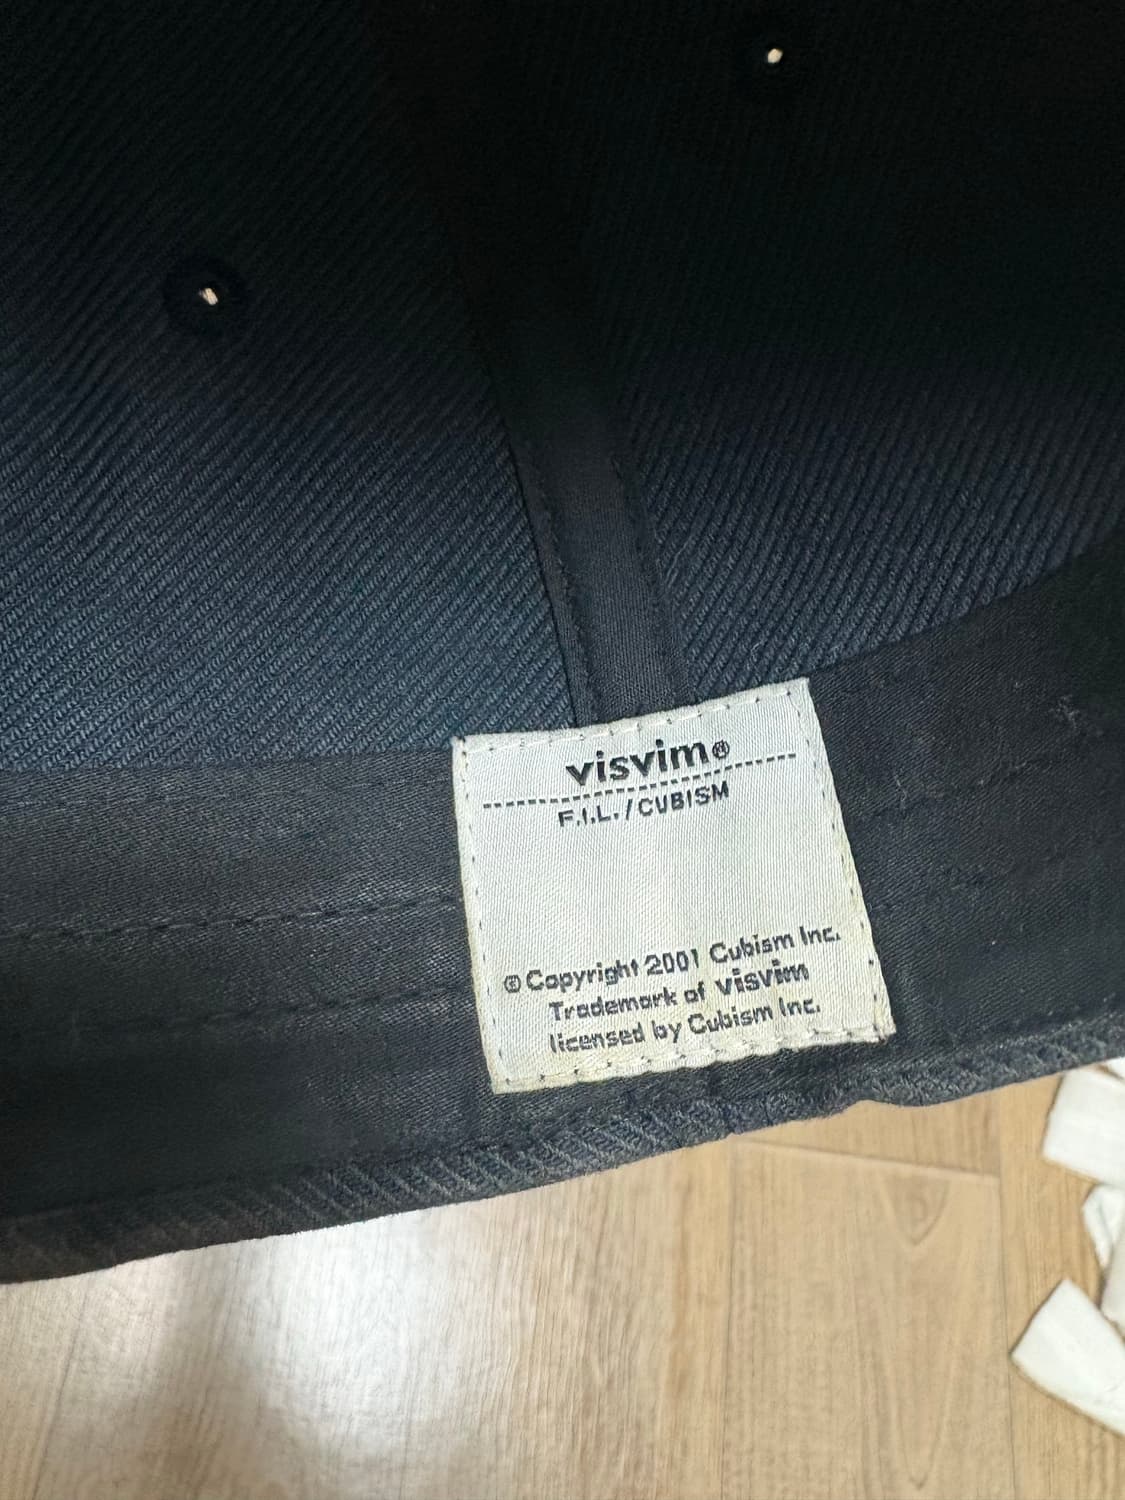 visvim®
F.I.L./CUBISM
© Copyright 2001 Cubism Inc.
Trademark of visvim
licensed by Cubism Inc.